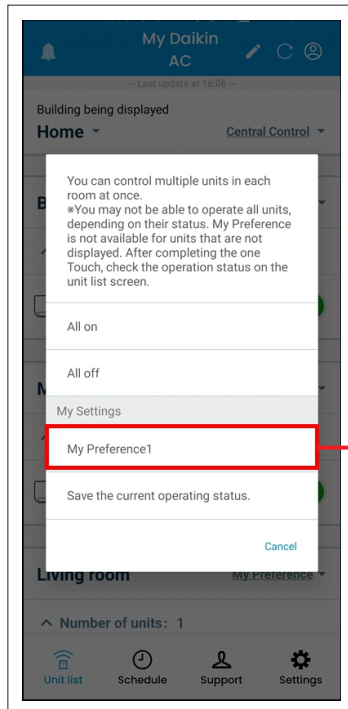 My Daikin
AC
--- Last update at 16:06 ---
Building being displayed
Home
Central Control
B
You can control multiple units in each
room at once.
※You may not be able to operate all units,
depending on their status. My Preference
is not available for units that are not
displayed. After completing the one
Touch, check the operation status on the
unit list screen.
All on
All off
M
My Settings
My Preference1
Save the current operating status.
Cancel
Living room
My Preference
Number of units: 1
Unit list
Schedule
Support
Settings